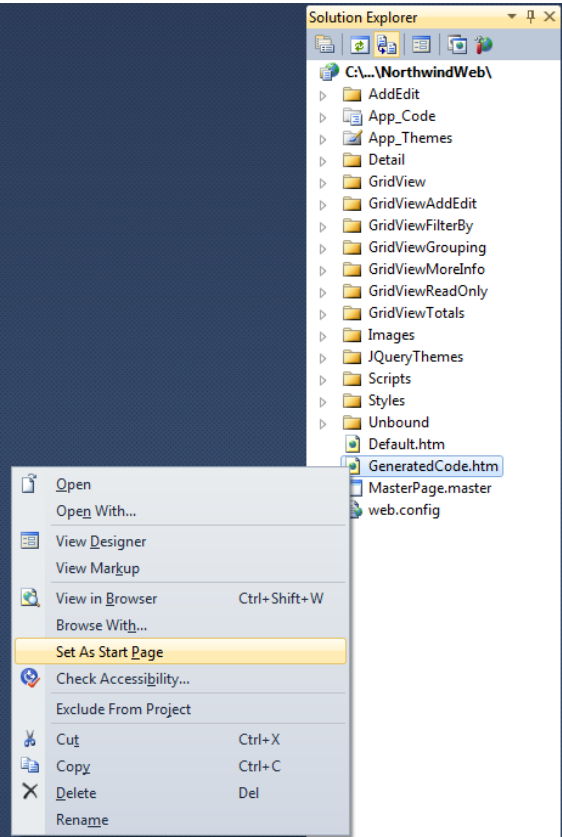 Solution Explorer
C:\...\NorthwindWeb\
AddEdit
App_Code
App_Themes
Detail
GridView
GridViewAddEdit
GridViewFilterBy
GridViewGrouping
GridViewMoreInfo
GridViewReadOnly
GridViewTotals
Images
JQueryThemes
Scripts
Styles
Unbound
Default.htm
GeneratedCode.htm
MasterPage.master
web.config
Open
Open With...
View Designer
View Markup
View in Browser Ctrl+Shift+W
Browse With...
Set As Start Page
Check Accessibility...
Exclude From Project
Cut Ctrl+X
Copy Ctrl+C
Delete Del
Rename